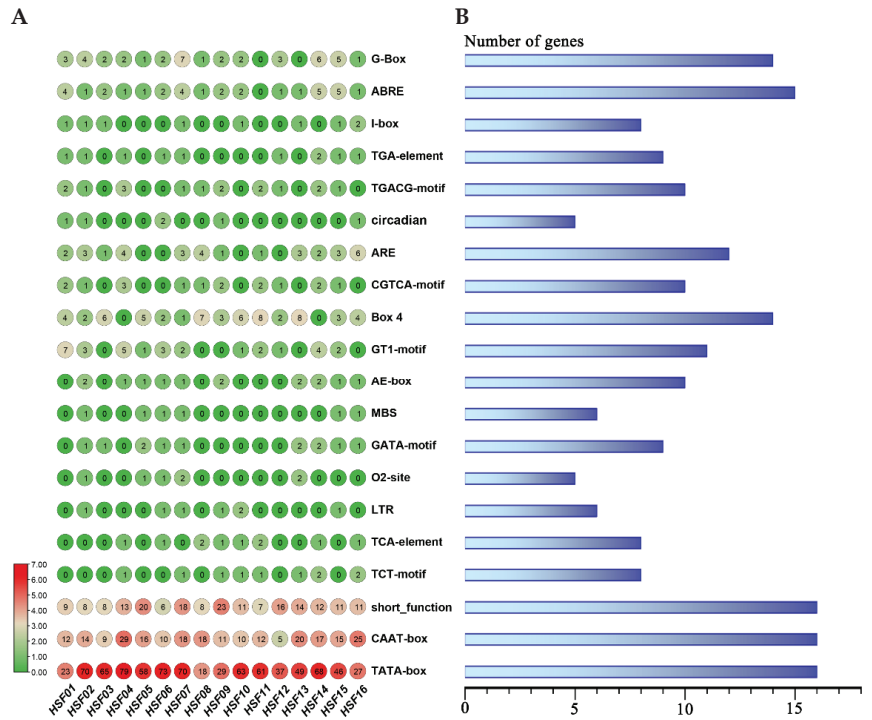 A
B
Number of genes
3 4 2 2 1 2 7 1 2 2 0 3 0 6 5 1 G-Box
4 1 2 1 1 2 4 1 2 2 0 1 1 5 5 1 ABRE
1 1 1 0 0 0 1 0 0 1 0 0 1 0 1 2 I-box
1 1 0 1 0 1 1 0 0 0 0 1 0 2 1 1 TGA-element
2 1 0 3 0 0 1 1 2 0 2 1 0 2 1 0 TGACG-motif
1 1 0 0 0 2 0 0 1 0 0 0 0 0 0 1 circadian
2 3 1 4 0 0 3 4 1 0 1 0 3 2 3 6 ARE
2 1 0 3 0 0 1 1 2 0 2 1 0 2 1 0 CGTCA-motif
4 2 6 0 5 2 1 7 3 6 8 2 8 0 3 4 Box 4
7 3 0 5 1 3 2 0 0 1 2 1 0 4 2 0 GT1-motif
0 2 0 1 1 1 1 0 2 0 0 0 2 2 1 1 AE-box
0 1 0 0 1 1 1 0 0 0 0 0 0 0 1 1 MBS
0 1 1 0 2 1 1 0 0 0 0 0 2 2 1 1 GATA-motif
0 1 0 0 1 1 2 0 0 0 0 0 2 0 0 0 O2-site
0 1 0 1 0 0 1 0 1 2 0 0 0 0 1 0 LTR
0 0 0 1 0 1 0 2 1 1 2 0 0 1 0 1 TCA-element
0 0 0 1 0 0 1 0 1 1 1 0 1 2 0 2 TCT-motif
9 8 8 13 20 6 18 8 23 11 7 16 14 12 11 11 short_function
12 14 9 29 16 10 18 18 11 10 12 5 20 17 15 25 CAAT-box
23 70 65 79 58 73 70 18 29 63 61 37 49 68 46 27 TATA-box
7.00
6.00
5.00
4.00
3.00
2.00
1.00
0.00
HSF01 HSF02 HSF03 HSF04 HSF05 HSF06 HSF07 HSF08 HSF09 HSF10 HSF11 HSF12 HSF13 HSF14 HSF15 HSF16
0 5 10 15